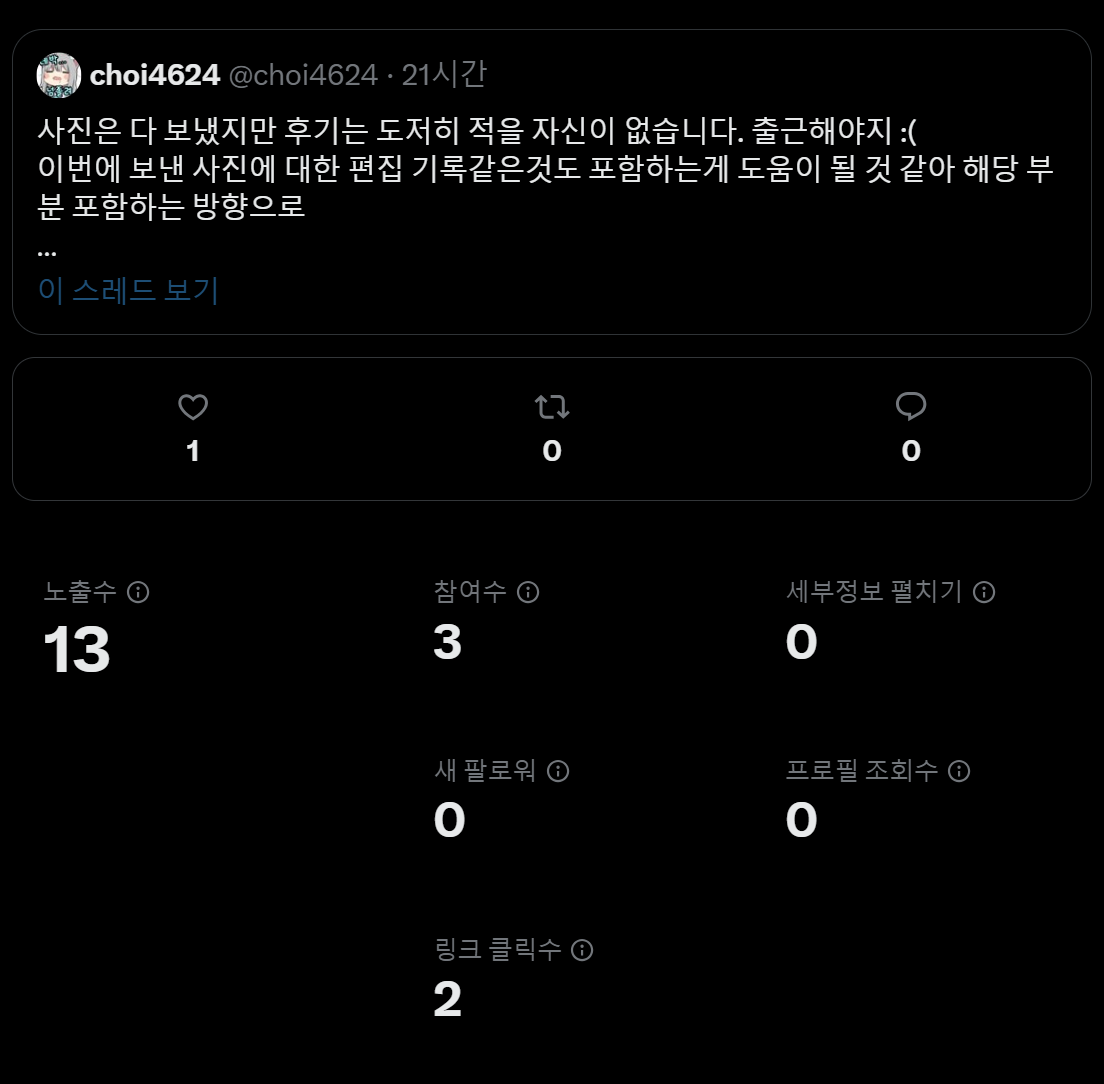 choi4624 @choi4624 · 21시간
사진은 다 보냈지만 후기는 도저히 적을 자신이 없습니다. 출근해야지 :(
이번에 보낸 사진에 대한 편집 기록같은것도 포함하는게 도움이 될 것 같아 해당 부
분 포함하는 방향으로
...
이 스레드 보기
1 0 0
노출수 참여수 세부정보 펼치기
13 3 0
새 팔로워 프로필 조회수
0 0
링크 클릭수
2